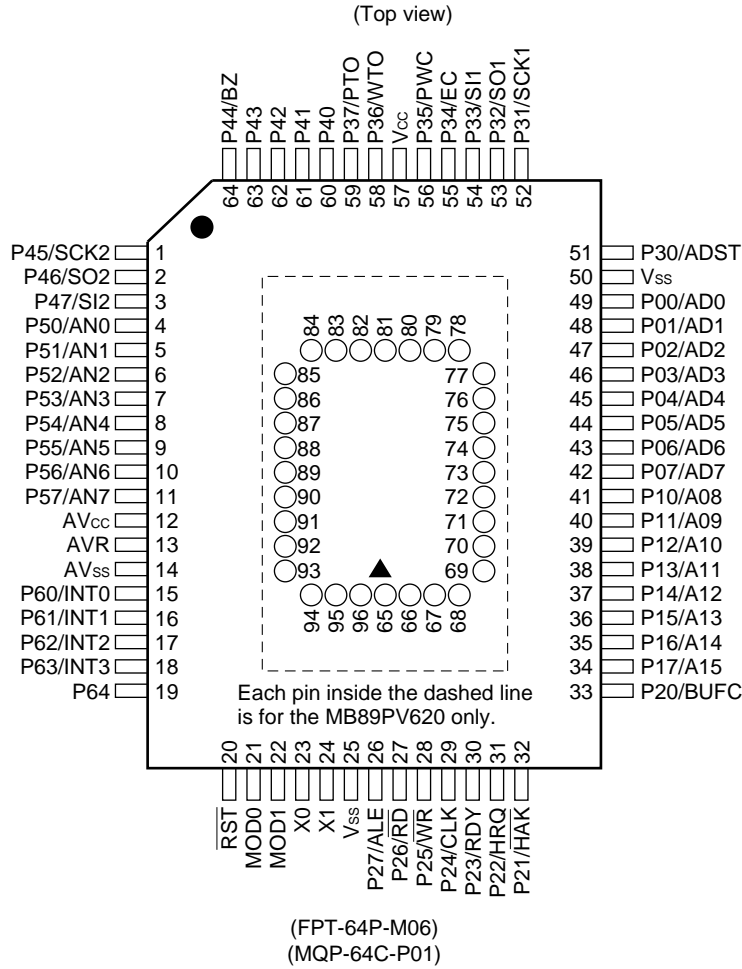 (Top view)
P44/BZ
P43
P42
P41
P40
P37/PTO
P36/WTO
Vcc
P35/PWC
P34/EC
P33/SI1
P32/SO1
P31/SCK1
64
63
62
61
60
59
58
57
56
55
54
53
52
P45/SCK2 1
P46/SO2 2
P47/SI2 3
P50/AN0 4
P51/AN1 5
P52/AN2 6
P53/AN3 7
P54/AN4 8
P55/AN5 9
P56/AN6 10
P57/AN7 11
AVcc 12
AVR 13
AVss 14
P60/INT0 15
P61/INT1 16
P62/INT2 17
P63/INT3 18
P64 19
84
83
82
81
80
79
78
85
86
87
88
89
90
91
92
93
77
76
75
74
73
72
71
70
69
94
95
96
65
66
67
68
Each pin inside the dashed line
is for the MB89PV620 only.
51 P30/ADST
50 Vss
49 P00/AD0
48 P01/AD1
47 P02/AD2
46 P03/AD3
45 P04/AD4
44 P05/AD5
43 P06/AD6
42 P07/AD7
41 P10/A08
40 P11/A09
39 P12/A10
38 P13/A11
37 P14/A12
36 P15/A13
35 P16/A14
34 P17/A15
33 P20/BUFC
20
21
22
23
24
25
26
27
28
29
30
31
32
RST
MOD0
MOD1
X0
X1
Vss
P27/ALE
P26/RD
P25/WR
P24/CLK
P23/RDY
P22/HRQ
P21/HAK
(FPT-64P-M06)
(MQP-64C-P01)